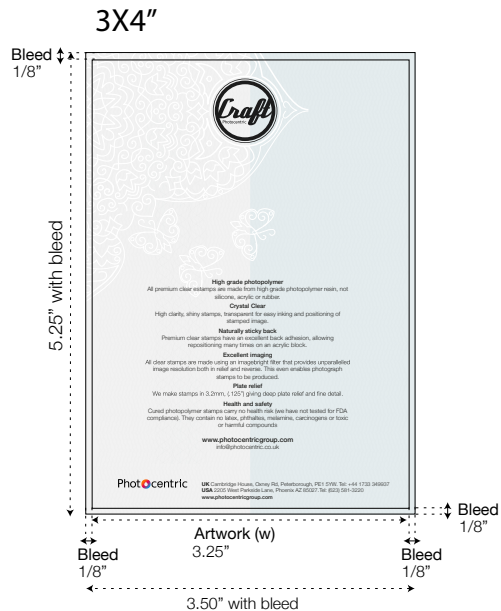 3X4”
Bleed
1/8”
Craft
Photocentric
5.25” with bleed
High grade photopolymer
All premium clear estamps are made from high grade photopolymer resin, not
silicone, acrylic or rubber.
Crystal Clear
High clarity, shiny stamps, transparent for easy inking and positioning of
stamped image.
Naturally sticky back
Premium clear stamps have an excellent back adhesion, allowing
repositioning many times on an acrylic block.
Excellent imaging
All clear stamps are made using an imagebright filter that provides unparalleled
image resolution both in relief and reverse. This even enables photograph
stamps to be produced.
Plate relief
We make stamps in 3.2mm, (.125”) giving deep plate relief and fine detail.
Health and safety
Cured photopolymer stamps carry no health risk (we have not tested for FDA
compliance). They contain no latex, phthaltes, melamine, carcinogens or toxic
or harmful compounds
www.photocentricgroup.com
info@photocentric.co.uk
Photocentric
UK Cambridge House, Oxney Rd, Peterborough, PE1 5YW. Tel: +44 1733 349937
USA 2205 West Parkside Lane, Phoenix AZ 85027. Tel: (623) 581-3220
www.photocentricgroup.com
Bleed
1/8”
Artwork (w)
3.25”
Bleed
1/8”
Bleed
1/8”
3.50” with bleed